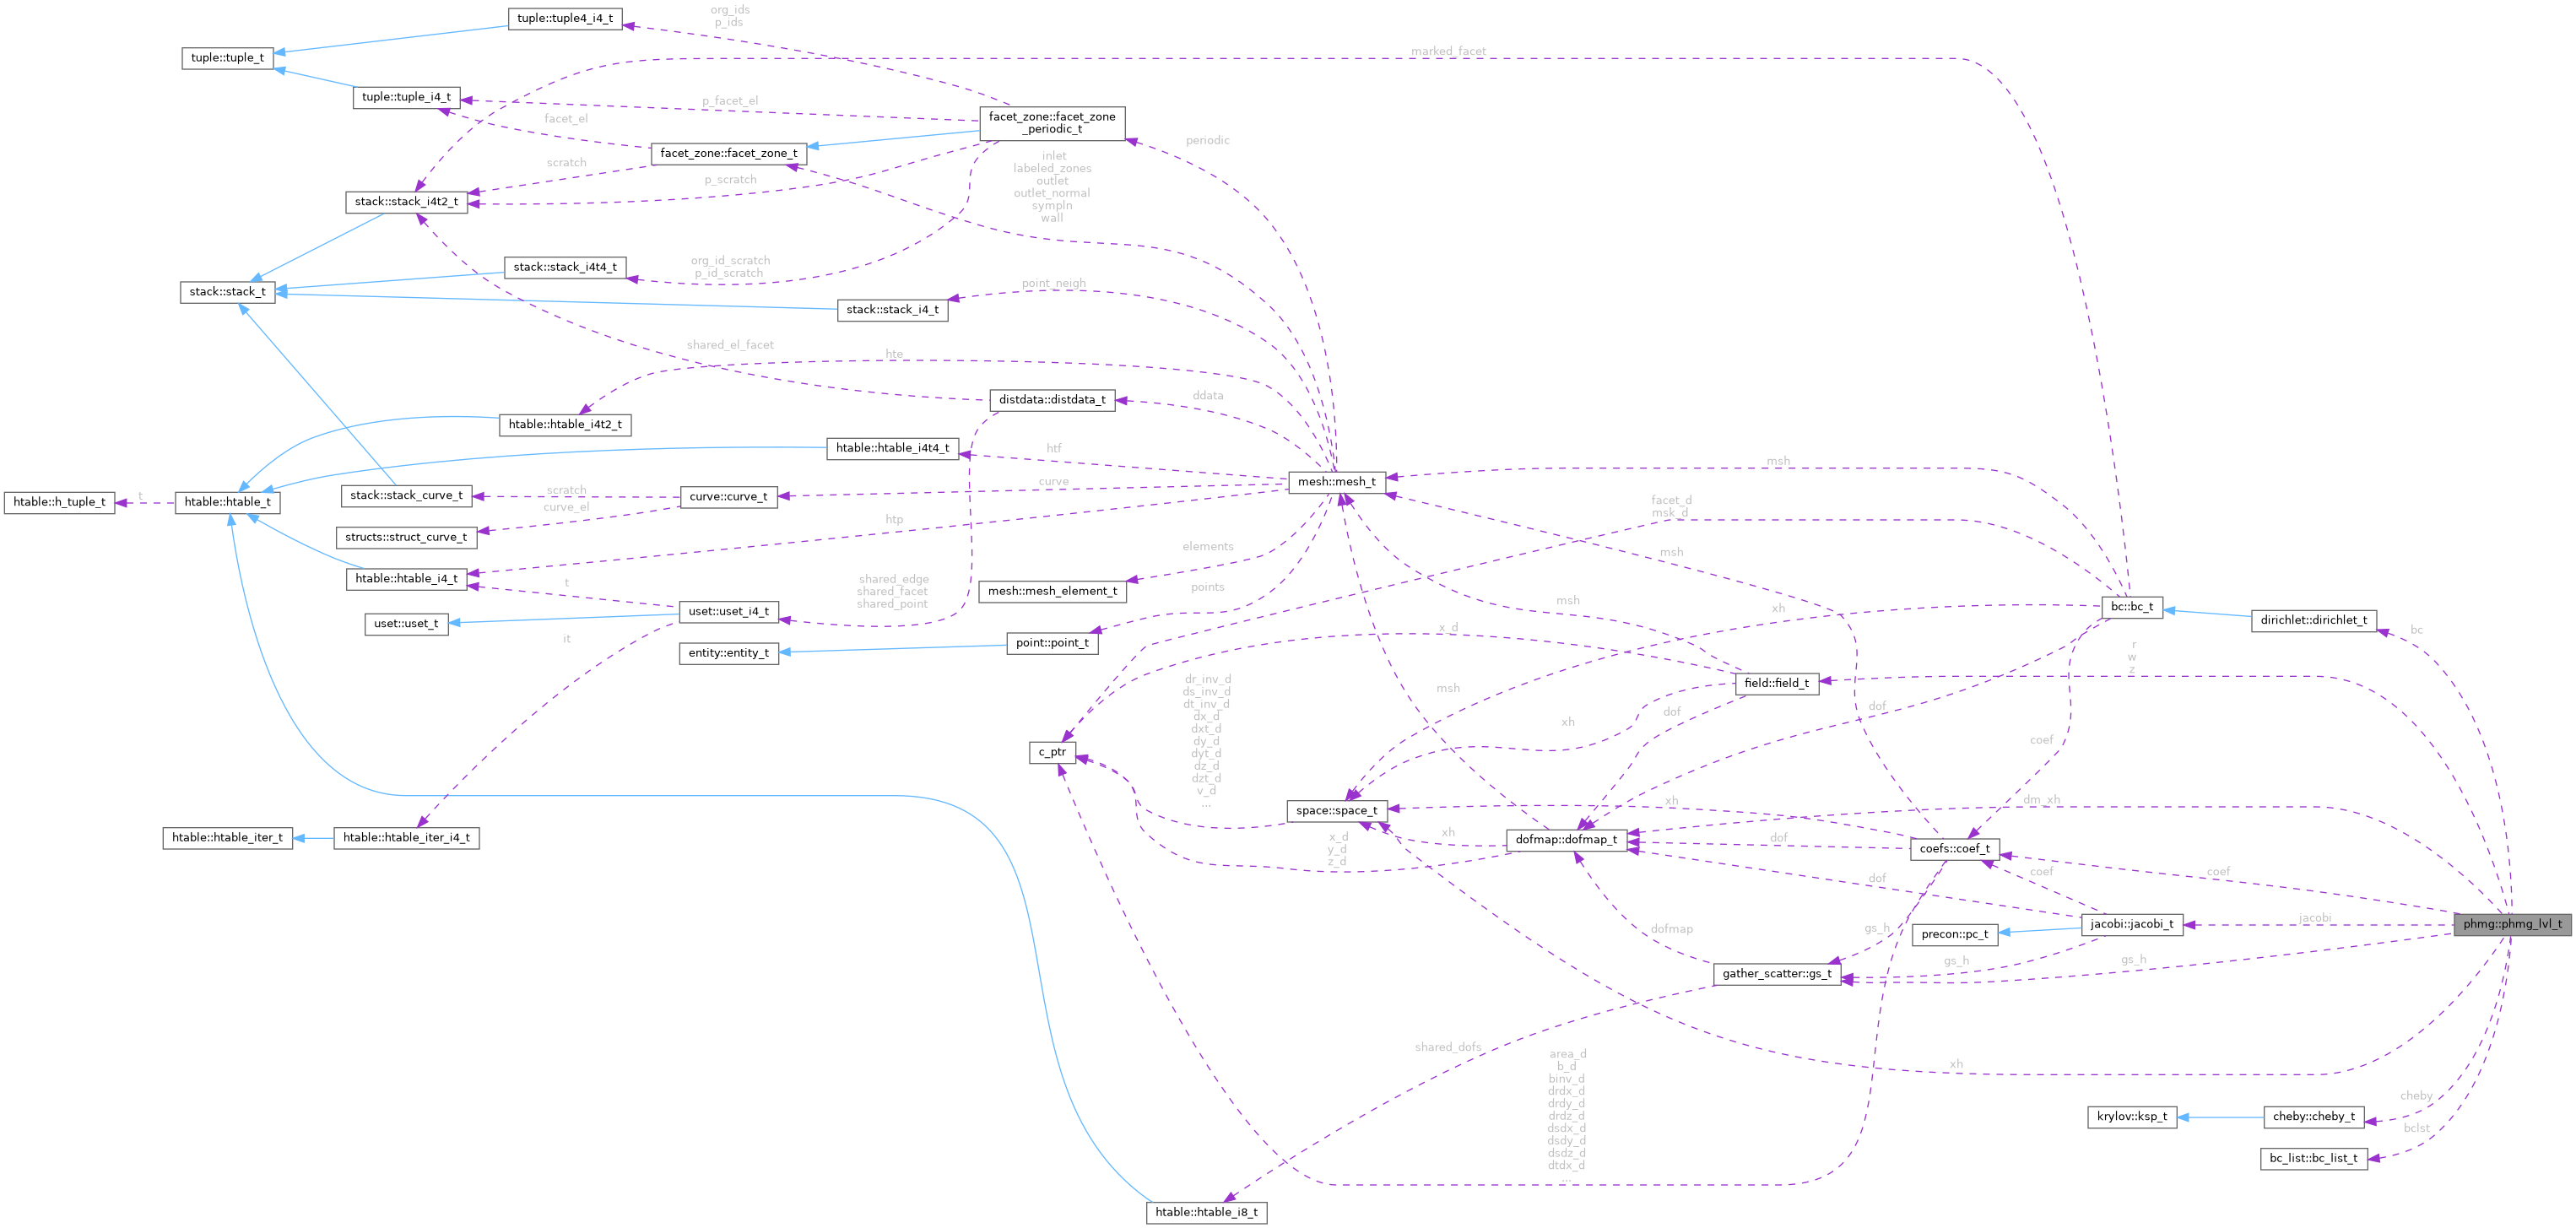 tuple::tuple4_i4_t
org_ids
p_ids
tuple::tuple_t
marked_facet
tuple::tuple_i4_t
p_facet_el
facet_el
facet_zone::facet_zone
_periodic_t
periodic
facet_zone::facet_zone_t
scratch
p_scratch
inlet
labeled_zones
outlet
outlet_normal
sympln
wall
stack::stack_i4t2_t
stack::stack_i4t4_t
org_id_scratch
p_id_scratch
stack::stack_t
point_neigh
stack::stack_i4_t
shared_el_facet
hte
distdata::distdata_t
ddata
htable::htable_i4t2_t
htable::htable_i4t4_t
htf
msh
htable::h_tuple_t
t
htable::htable_t
stack::stack_curve_t
scratch
curve_el
curve::curve_t
curve
mesh::mesh_t
facet_d
msk_d
structs::struct_curve_t
htp
elements
msh
htable::htable_i4_t
t
shared_edge
shared_facet
shared_point
mesh::mesh_element_t
points
msh
xh
bc::bc_t
dirichlet::dirichlet_t
bc
uset::uset_t
uset::uset_i4_t
it
entity::entity_t
point::point_t
x_d
r
w
z
field::field_t
dr_inv_d
ds_inv_d
dt_inv_d
dx_d
dxt_d
dy_d
dyt_d
dz_d
dzt_d
v_d
...
msh
xh
dof
dof
coef
c_ptr
space::space_t
xh
dm_xh
htable::htable_iter_t
htable::htable_iter_i4_t
x_d
y_d
z_d
xh
dofmap::dofmap_t
dof
coefs::coef_t
dof
coef
coef
dofmap
gs_h
precon::pc_t
jacobi::jacobi_t
jacobi
phmg::phmg_lvl_t
gather_scatter::gs_t
gs_h
gs_h
shared_dofs
area_d
b_d
binv_d
drdx_d
drdy_d
drdz_d
dsdx_d
dsdy_d
dsdz_d
dtdx_d
...
xh
cheby
krylov::ksp_t
cheby::cheby_t
bclst
bc_list::bc_list_t
htable::htable_i8_t